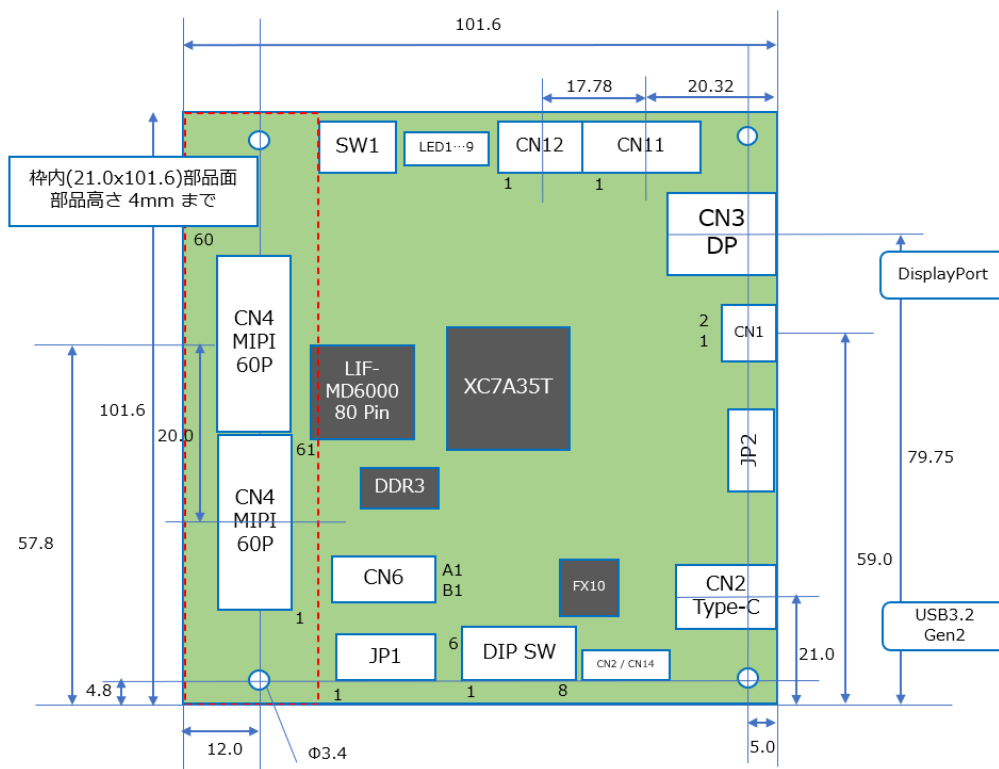 101.6
17.78
20.32
SW1
LED1…9
CN12
CN11
1
1
枠内(21.0x101.6)部品面
部品高さ 4mm まで
60
CN3
DP
DisplayPort
CN4
MIPI
60P
2
1
CN1
LIF-
MD6000
80 Pin
XC7A35T
101.6
20.0
61
JP2
79.75
CN4
MIPI
60P
DDR3
57.8
59.0
CN6
A1
B1
FX10
CN2
Type-C
1
USB3.2
Gen2
JP1
6
DIP SW
CN2 / CN14
21.0
4.8
1
1
8
12.0
Φ3.4
5.0